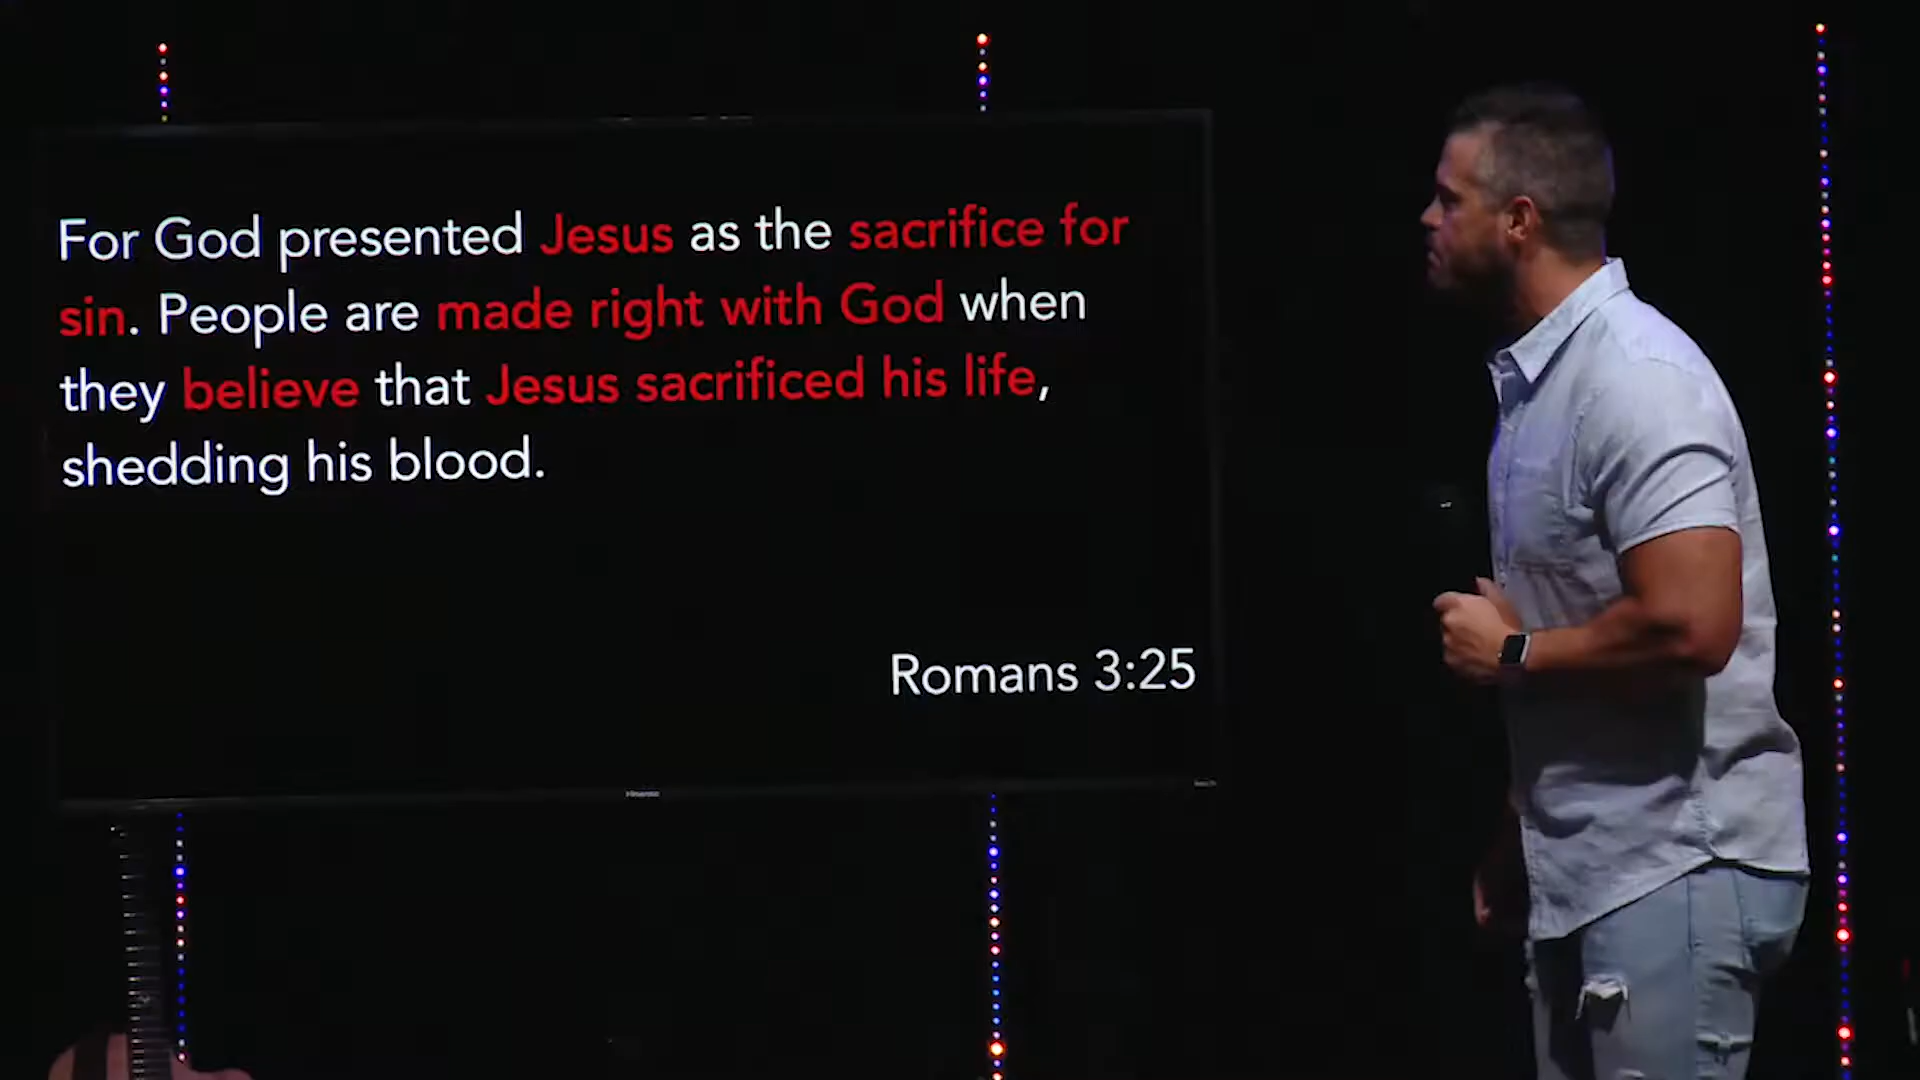 For God presented Jesus as the sacrifice for
sin. People are made right with God when
they believe that Jesus sacrificed his life,
shedding his blood.
Romans 3:25
Hisense